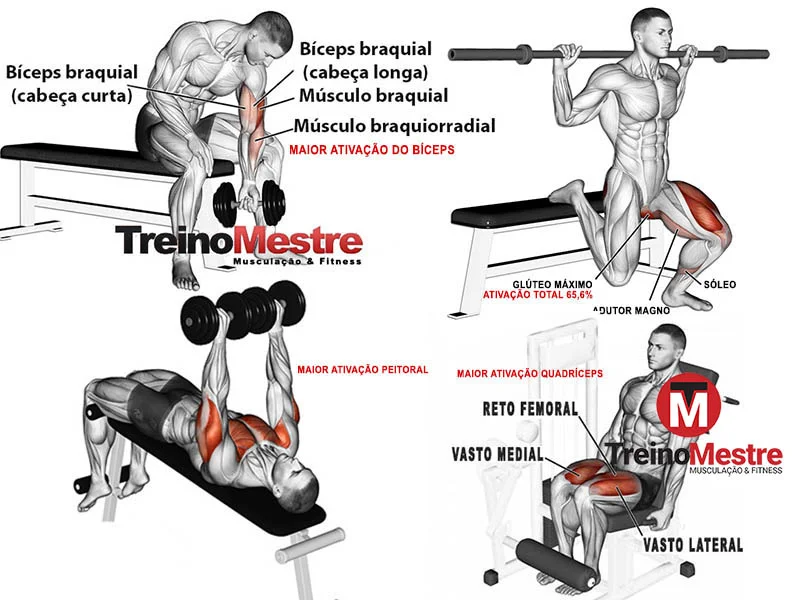 Bíceps braquial
(cabeça curta)
Bíceps braquial
(cabeça longa)
Músculo braquial
Músculo braquiorradial
MAIOR ATIVAÇÃO DO BÍCEPS
TreinoMestre
Musculação & Fitness
GLÚTEO MÁXIMO
ATIVAÇÃO TOTAL 65,6%
SÓLEO
ADUTOR MAGNO
MAIOR ATIVAÇÃO PEITORAL
MAIOR ATIVAÇÃO QUADRÍCEPS
RETO FEMORAL
VASTO MEDIAL
M
TreinoMestre
MUSCULAÇÃO & FITNESS
VASTO LATERAL